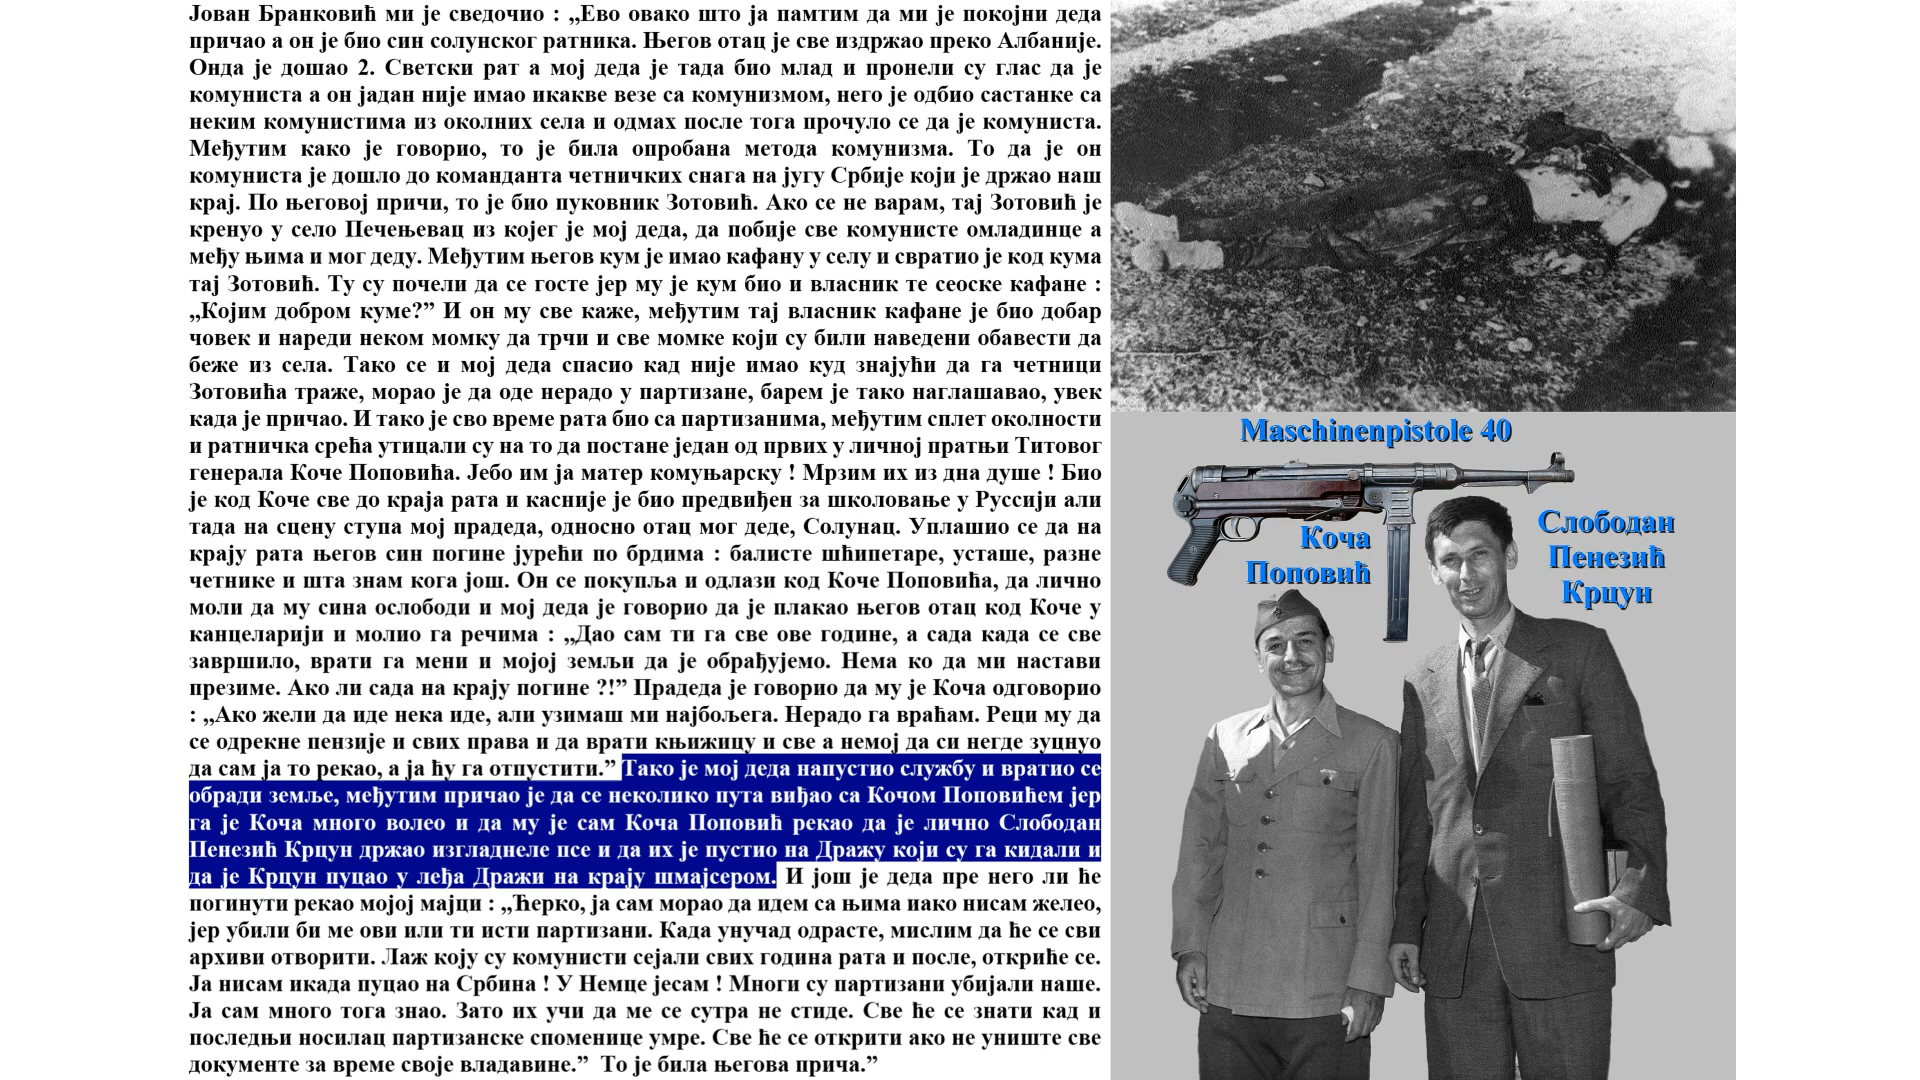 Јован Бранковић ми је сведочио : „Ево овако што ја памтим да ми је покојни деда
причао а он је био син солунског ратника. Његов отац је све издржао преко Албаније.
Онда је дошао 2. Светски рат а мој деда је тада био млад и пронели су глас да је
комуниста а он јадан није имао икакве везе са комунизмом, него је одбио састанке са
неким комунистима из околних села и одмах после тога прочуло се да је комуниста.
Међутим како је говорио, то је била опробана метода комунизма. То да је он
комуниста је дошло до команданта четничких снага на југу Србије који је држао наш
крај. По његовој причи, то је био пуковник Зотовић. Ако се не варам, тај Зотовић је
кренуо у село Печењевац из којег је мој деда, да побије све комунисте омладинце а
међу њима и мог деду. Међутим његов кум је имао кафану у селу и свратио је код кума
тај Зотовић. Ту су почели да се госте јер му је кум био и власник те сеоске кафане :
„Којим добром куме?” И он му све каже, међутим тај власник кафане је био добар
човек и нареди неком момку да трчи и све момке који су били наведени обавести да
беже из села. Тако се и мој деда спасио кад није имао куд знајући да га четници
Зотовића траже, морао је да оде нерадо у партизане, барем је тако наглашавао, увек
када је причао. И тако је сво време рата био са партизанима, међутим сплет околности
и ратничка срећа утицали су на то да постане један од првих у личној пратњи Титовог
генерала Коче Поповића. Јебо им ја матер комуњарску ! Мрзим их из дна душе ! Био
је код Коче све до краја рата и касније је био предвиђен за школовање у Руссији али
тада на сцену ступа мој прадеда, односно отац мог деде, Солунац. Уплашио се да на
крају рата његов син погине јурећи по брдима : балисте шћипетаре, усташе, разне
четнике и шта знам кога још. Он се покупља и одлази код Коче Поповића, да лично
моли да му сина ослободи и мој деда је говорио да је плакао његов отац код Коче у
канцеларији и молио га речима : „Дао сам ти га све ове године, а сада када се све
завршило, врати га мени и мојој земљи да је обрађујемо. Нема ко да ми настави
презиме. Ако ли сада на крају погине ?!” Прадеда је говорио да му је Коча одговорио
: „Ако жели да иде нека иде, али узимаш ми најбољега. Нерадо га враћам. Реци му да
се одрекне пензије и свих права и да врати књижицу и све а немој да си негде зуцнуо
да сам ја то рекао, а ја ћу га отпустити.” Тако је мој деда напустио службу и вратио се
обради земље, међутим причао је да се неколико пута виђао са Кочом Поповићем јер
га је Коча много волео и да му је сам Коча Поповић рекао да је лично Слободан
Пенезић Крцун држао изгладнеле псе и да их је пустио на Дражу који су га кидали и
да је Крцун пуцао у леђа Дражи на крају шмајсером. И још је деда пре него ли ће
погинути рекао мојој мајци : „Ћерко, ја сам морао да идем са њима иако нисам желео,
јер убили би ме ови или ти исти партизани. Када унучад одрасте, мислим да ће се сви
архиви отворити. Лаж коју су комунисти сејали свих година рата и после, откриће се.
Ја нисам икада пуцао на Србина ! У Немце јесам ! Многи су партизани убијали наше.
Ја сам много тога знао. Зато их учи да ме се сутра не стиде. Све ће се знати кад и
последњи носилац партизанске споменице умре. Све ће се открити ако не униште све
документе за време своје владавине.” То је била његова прича.”
Maschinenpistole 40
Коча
Поповић
Слободан
Пенезић
Крцун